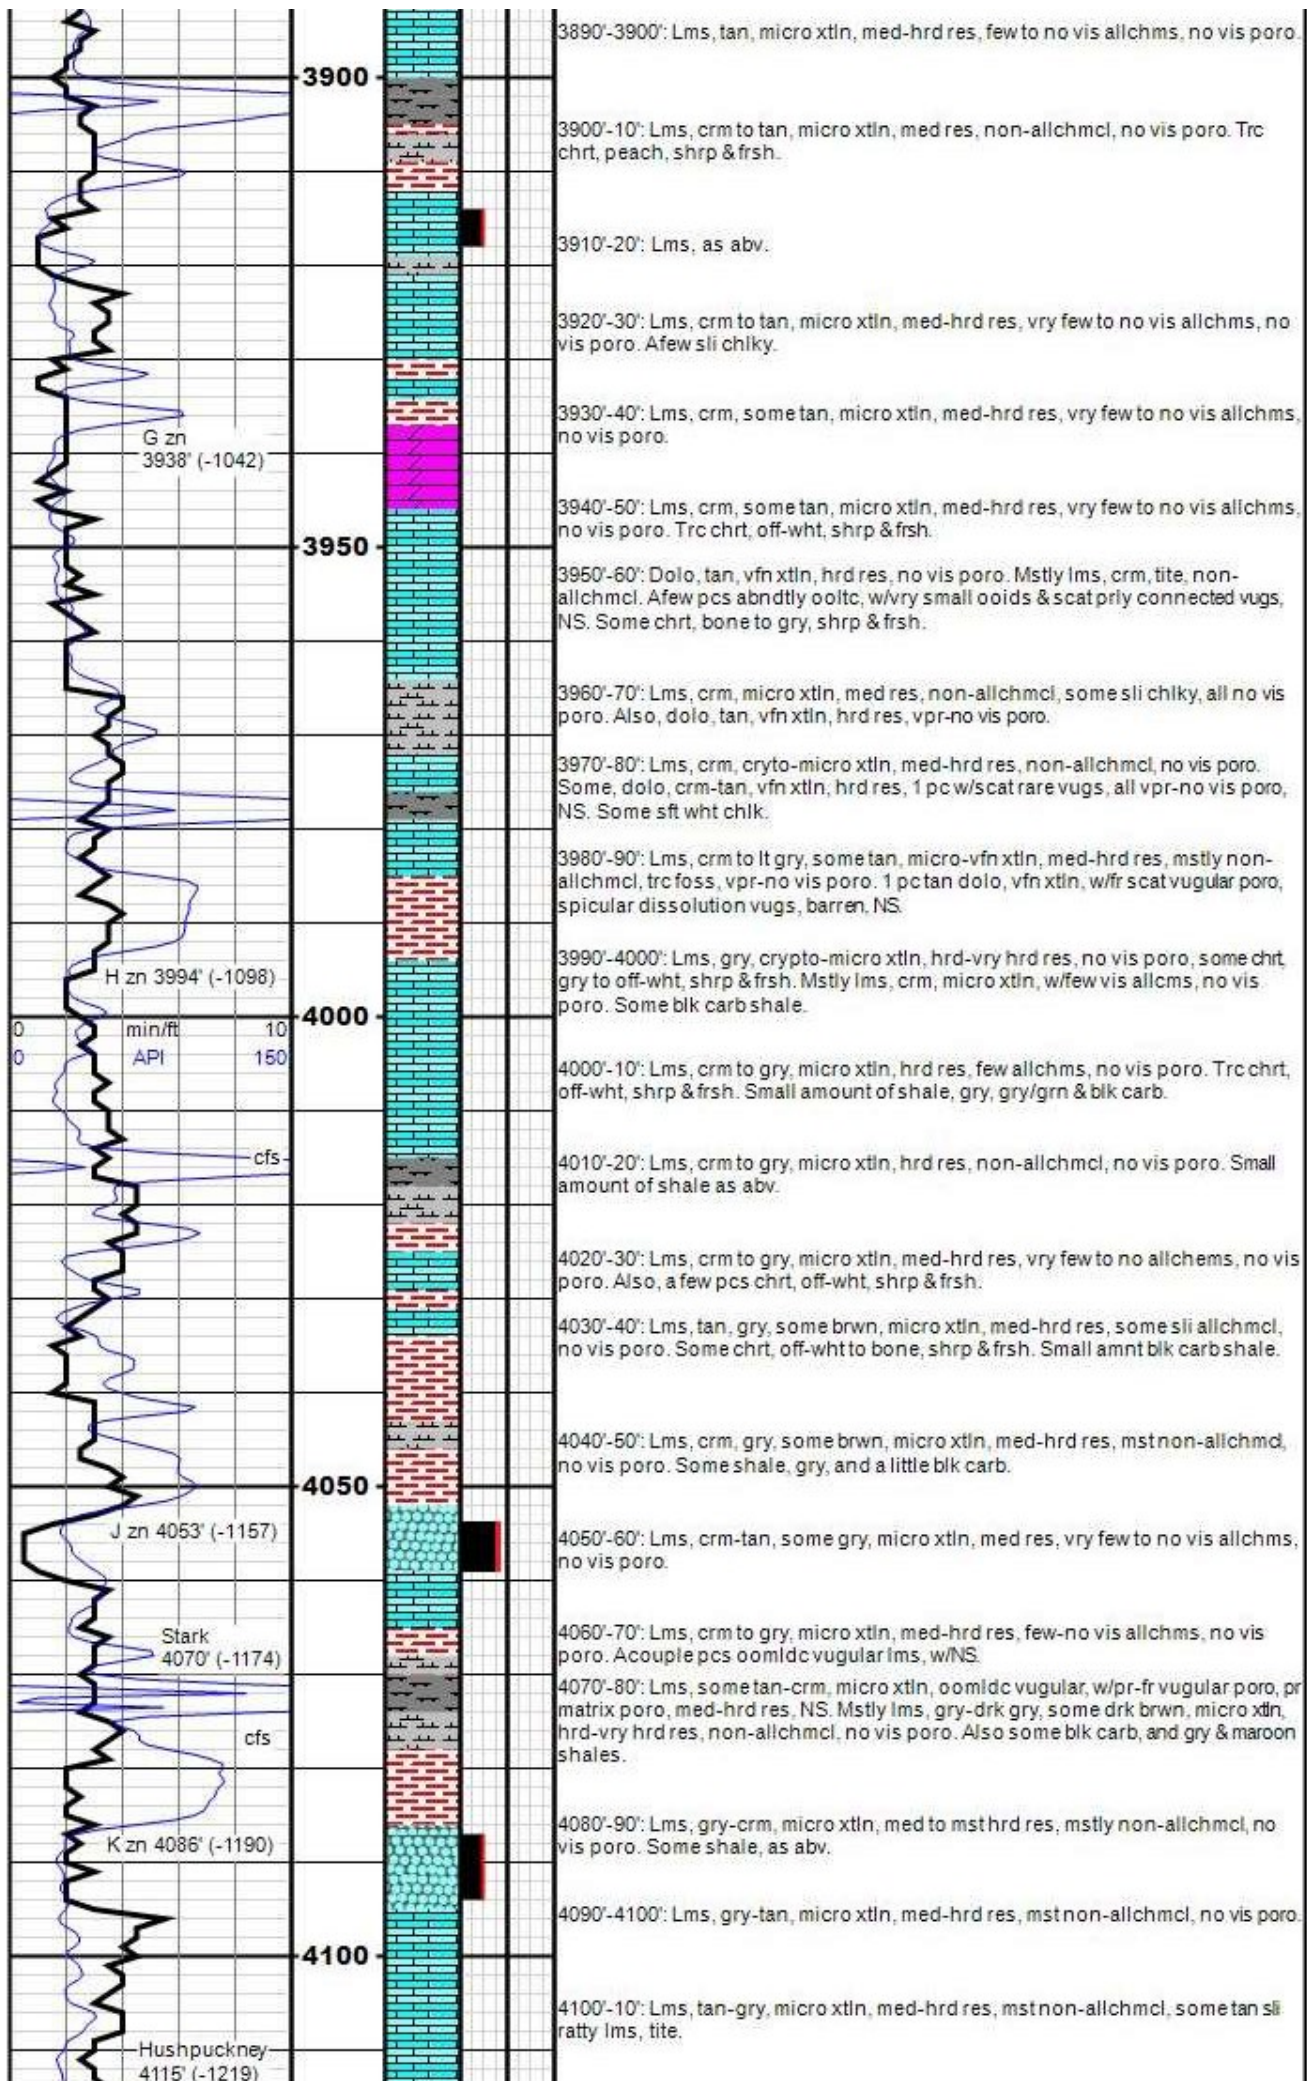 3890'-3900': Lms, tan, micro xtln, med-hrd res, few to no vis allchms, no vis poro.
3900
3900'-10': Lms, crm to tan, micro xtln, med res, non-allchmcl, no vis poro. Trc
chrt, peach, shrp & frsh.
3910'-20': Lms, as abv.
3920'-30': Lms, crm to tan, micro xtln, med-hrd res, vry few to no vis allchms, no
vis poro. Afew sli chlky.
3930'-40': Lms, crm, some tan, micro xtln, med-hrd res, vry few to no vis allchms,
no vis poro.
G zn
3938' (-1042)
3940'-50': Lms, crm, some tan, micro xtln, med-hrd res, vry few to no vis allchms,
no vis poro. Trc chrt, off-wht, shrp & frsh.
3950
3950'-60': Dolo, tan, vfn xtln, hrd res, no vis poro. Mstly lms, crm, tite, non-
allchmcl. Afew pcs abndtly ooltc, w/vry small ooids & scat prly connected vugs,
NS. Some chrt, bone to gry, shrp & frsh.
3960'-70': Lms, crm, micro xtln, med res, non-allchmcl, some sli chlky, all no vis
poro. Also, dolo, tan, vfn xtln, hrd res, vpr-no vis poro.
3970'-80': Lms, crm, cryto-micro xtln, med-hrd res, non-allchmcl, no vis poro.
Some, dolo, crm-tan, vfn xtln, hrd res, 1 pc w/scat rare vugs, all vpr-no vis poro,
NS. Some sft wht chlk.
3980'-90': Lms, crm to lt gry, some tan, micro-vfn xtln, med-hrd res, mstly non-
allchmcl, trc foss, vpr-no vis poro. 1 pc tan dolo, vfn xtln, w/fr scat vugular poro,
spicular dissolution vugs, barren, NS.
H zn 3994' (-1098)
3990'-4000': Lms, gry, crypto-micro xtln, hrd-vry hrd res, no vis poro, some chrt,
gry to off-wht, shrp & frsh. Mstly lms, crm, micro xtln, w/few vis allcms, no vis
poro. Some blk carb shale.
4000
0 min/ft 10
0 API 150
4000'-10': Lms, crm to gry, micro xtln, hrd res, few allchms, no vis poro. Trc chrt,
off-wht, shrp & frsh. Small amount of shale, gry, gry/grn & blk carb.
cfs
4010'-20': Lms, crm to gry, micro xtln, hrd res, non-allchmcl, no vis poro. Small
amount of shale as abv.
4020'-30': Lms, crm to gry, micro xtln, med-hrd res, vry few to no allchems, no vis
poro. Also, a few pcs chrt, off-wht, shrp & frsh.
4030'-40': Lms, tan, gry, some brwn, micro xtln, med-hrd res, some sli allchmcl,
no vis poro. Some chrt, off-wht to bone, shrp & frsh. Small amnt blk carb shale.
4040'-50': Lms, crm, gry, some brwn, micro xtln, med-hrd res, mst non-allchmcl,
no vis poro. Some shale, gry, and a little blk carb.
4050
J zn 4053' (-1157)
4050'-60': Lms, crm-tan, some gry, micro xtln, med res, vry few to no vis allchms,
no vis poro.
Stark
4070' (-1174)
4060'-70': Lms, crm to gry, micro xtln, med-hrd res, few-no vis allchms, no vis
poro. Acouple pcs oomldc vugular lms, w/NS.
4070'-80': Lms, some tan-crm, micro xtln, oomldc vugular, w/pr-fr vugular poro, pr
matrix poro, med-hrd res, NS. Mstly lms, gry-drk gry, some drk brwn, micro xtln,
hrd-vry hrd res, non-allchmcl, no vis poro. Also some blk carb, and gry & maroon
shales.
cfs
4080'-90': Lms, gry-crm, micro xtln, med to mst hrd res, mstly non-allchmcl, no
vis poro. Some shale, as abv.
K zn 4086' (-1190)
4090'-4100': Lms, gry-tan, micro xtln, med-hrd res, mst non-allchmcl, no vis poro.
4100
4100'-10': Lms, tan-gry, micro xtln, med-hrd res, mst non-allchmcl, some tan sli
ratty lms, tite.
Hushpuckney
4115' (-1219)